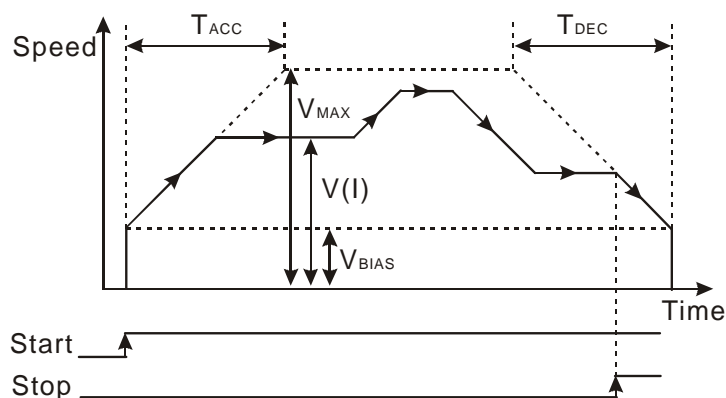 TACC
TDEC
Speed
VMAX
V(I)
VBIAS
Time
Start
Stop